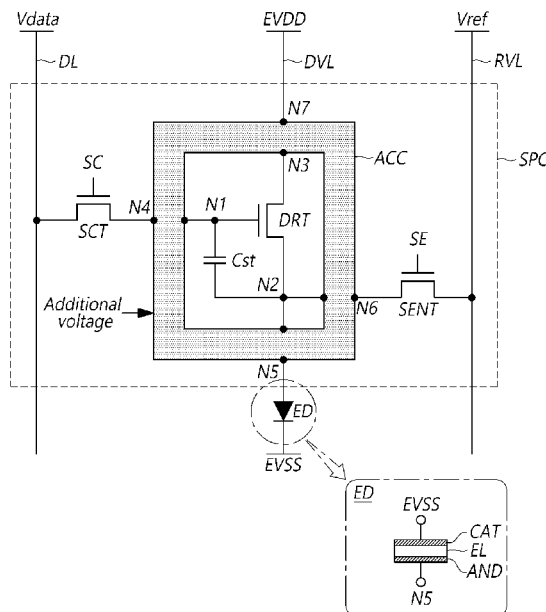 Vdata EVDD Vref
DL DVL RVL
N7
N3 ACC SPC
SC
N4 N1
SCT DRT
SE
Cst
N2
Additional
voltage
N6 SENT
N5
ED
EVSS
ED
EVSS
CAT
EL
AND
N5